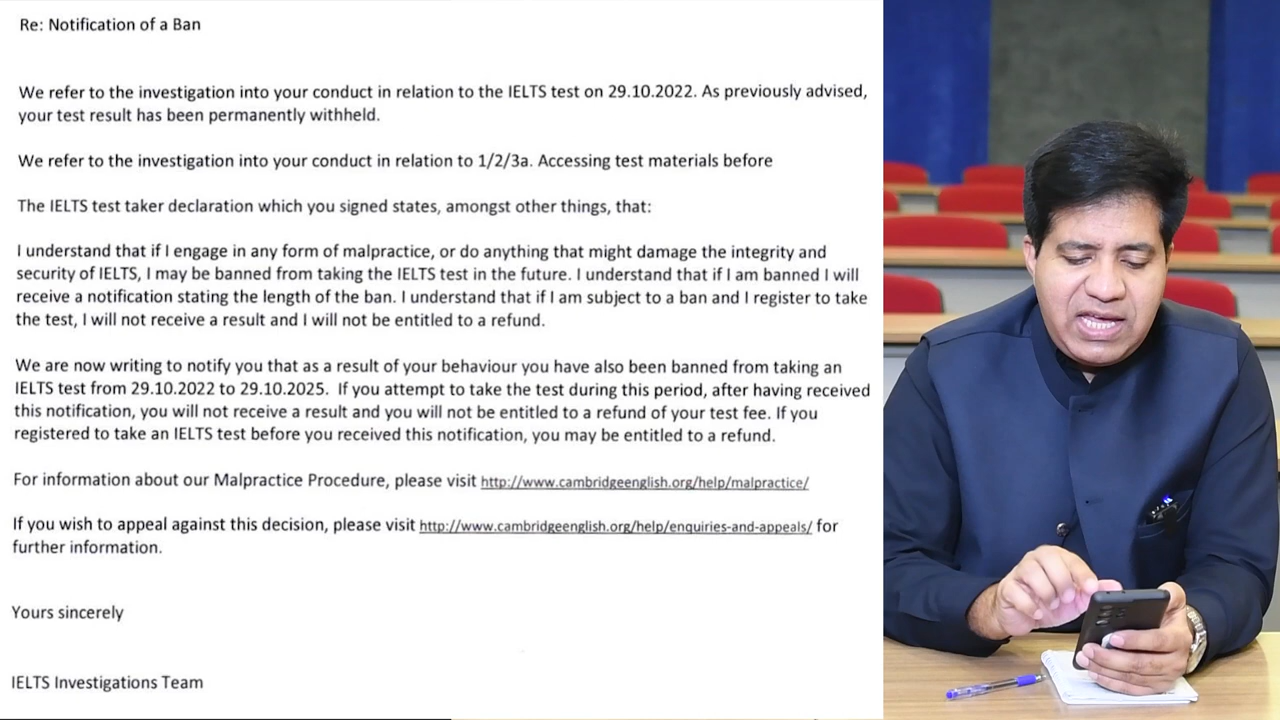 Re: Notification of a Ban
We refer to the investigation into your conduct in relation to the IELTS test on 29.10.2022. As previously advised,
your test result has been permanently withheld.
We refer to the investigation into your conduct in relation to 1/2/3a. Accessing test materials before
The IELTS test taker declaration which you signed states, amongst other things, that:
I understand that if I engage in any form of malpractice, or do anything that might damage the integrity and
security of IELTS, I may be banned from taking the IELTS test in the future. I understand that if I am banned I will
receive a notification stating the length of the ban. I understand that if I am subject to a ban and I register to take
the test, I will not receive a result and I will not be entitled to a refund.
We are now writing to notify you that as a result of your behaviour you have also been banned from taking an
IELTS test from 29.10.2022 to 29.10.2025. If you attempt to take the test during this period, after having received
this notification, you will not receive a result and you will not be entitled to a refund of your test fee. If you
registered to take an IELTS test before you received this notification, you may be entitled to a refund.
For information about our Malpractice Procedure, please visit http://www.cambridgeenglish.org/help/malpractice/
If you wish to appeal against this decision, please visit http://www.cambridgeenglish.org/help/enquiries-and-appeals/ for
further information.
Yours sincerely
IELTS Investigations Team